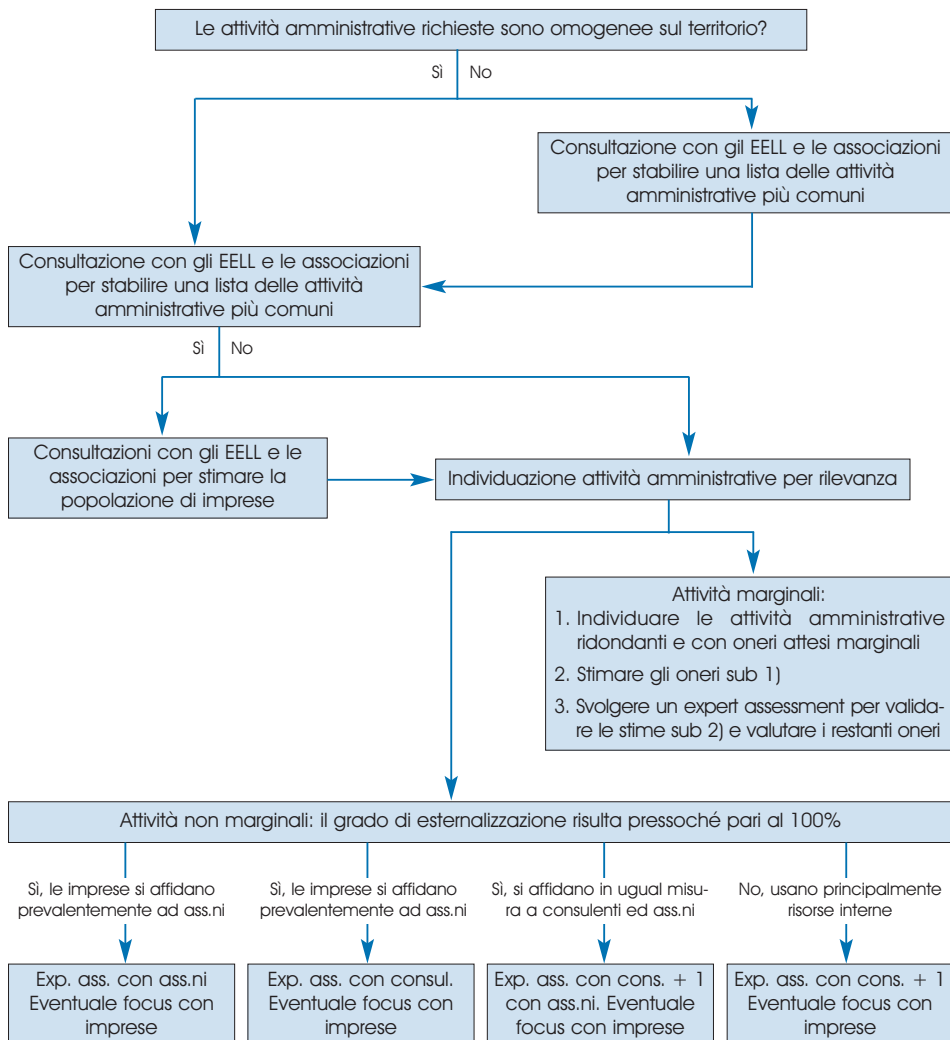 Le attività amministrative richieste sono omogenee sul territorio?
Sì
No
Consultazione con gil EELL e le associazioni
per stabilire una lista delle attività
amministrative più comuni
Consultazione con gli EELL e le associazioni
per stabilire una lista delle attività
amministrative più comuni
Sì
No
Consultazioni con gli EELL e le
associazioni per stimare la
popolazione di imprese
Individuazione attività amministrative per rilevanza
Attività marginali:
1. Individuare le attività amministrative
ridondanti e con oneri attesi marginali
2. Stimare gli oneri sub 1)
3. Svolgere un expert assessment per valida-
re le stime sub 2) e valutare i restanti oneri
Attività non marginali: il grado di esternalizzazione risulta pressoché pari al 100%
Sì, le imprese si affidano
prevalentemente ad ass.ni
Sì, le imprese si affidano
prevalentemente ad ass.ni
Sì, si affidano in ugual misu-
ra a consulenti ed ass.ni
No, usano principalmente
risorse interne
Exp. ass. con ass.ni
Eventuale focus con
imprese
Exp. ass. con consul.
Eventuale focus con
imprese
Exp. ass. con cons. + 1
con ass.ni. Eventuale
focus con imprese
Exp. ass. con cons. + 1
Eventuale focus con
imprese